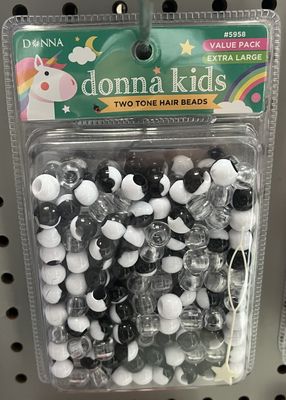 DONNA
#5958
VALUE PACK
EXTRA LARGE
donna kids
TWO TONE HAIR BEADS